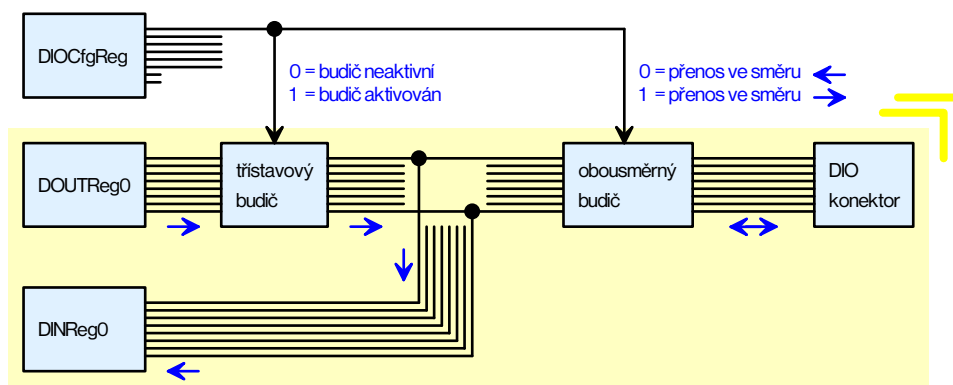 DIOCfgReg
0 = budič neaktivní
1 = budič aktivován
0 = přenos ve směru
1 = přenos ve směru
DOUTReg0
třístavový
budič
obousměrný
budič
DIO
konektor
DINReg0